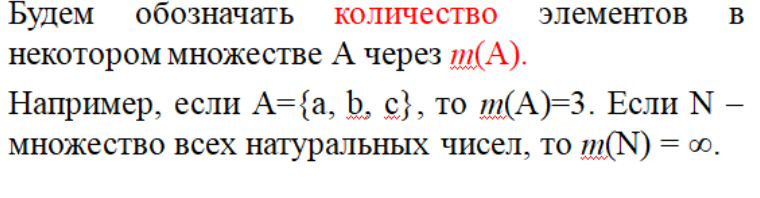 Будем обозначать количество элементов в
некотором множестве А через m(А).
Например, если А={a, b, c}, то m(А)=3. Если N –
множество всех натуральных чисел, то m(N) = ∞.